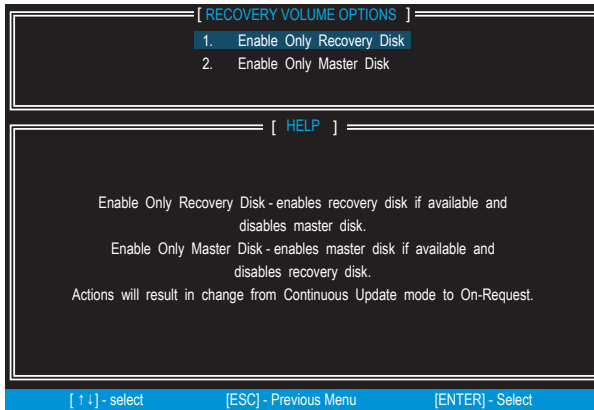 [ RECOVERY VOLUME OPTIONS ]
1. Enable Only Recovery Disk
2. Enable Only Master Disk
[ HELP ]
Enable Only Recovery Disk - enables recovery disk if available and
disables master disk.
Enable Only Master Disk - enables master disk if available and
disables recovery disk.
Actions will result in change from Continuous Update mode to On-Request.
[ ↑↓] - select [ESC] - Previous Menu [ENTER] - Select